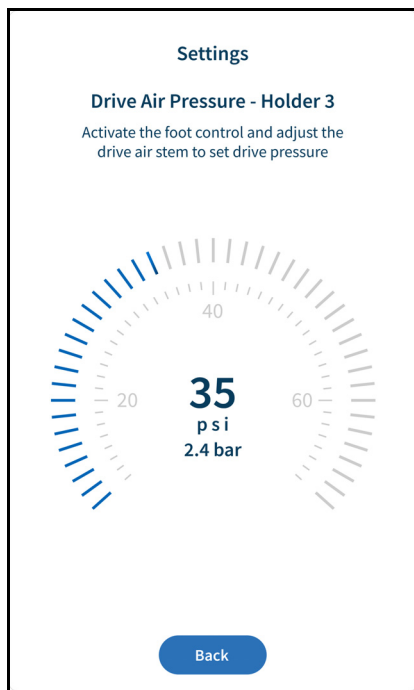 Settings
Drive Air Pressure - Holder 3
Activate the foot control and adjust the
drive air stem to set drive pressure
40
20
35
60
psi
2.4 bar
Back